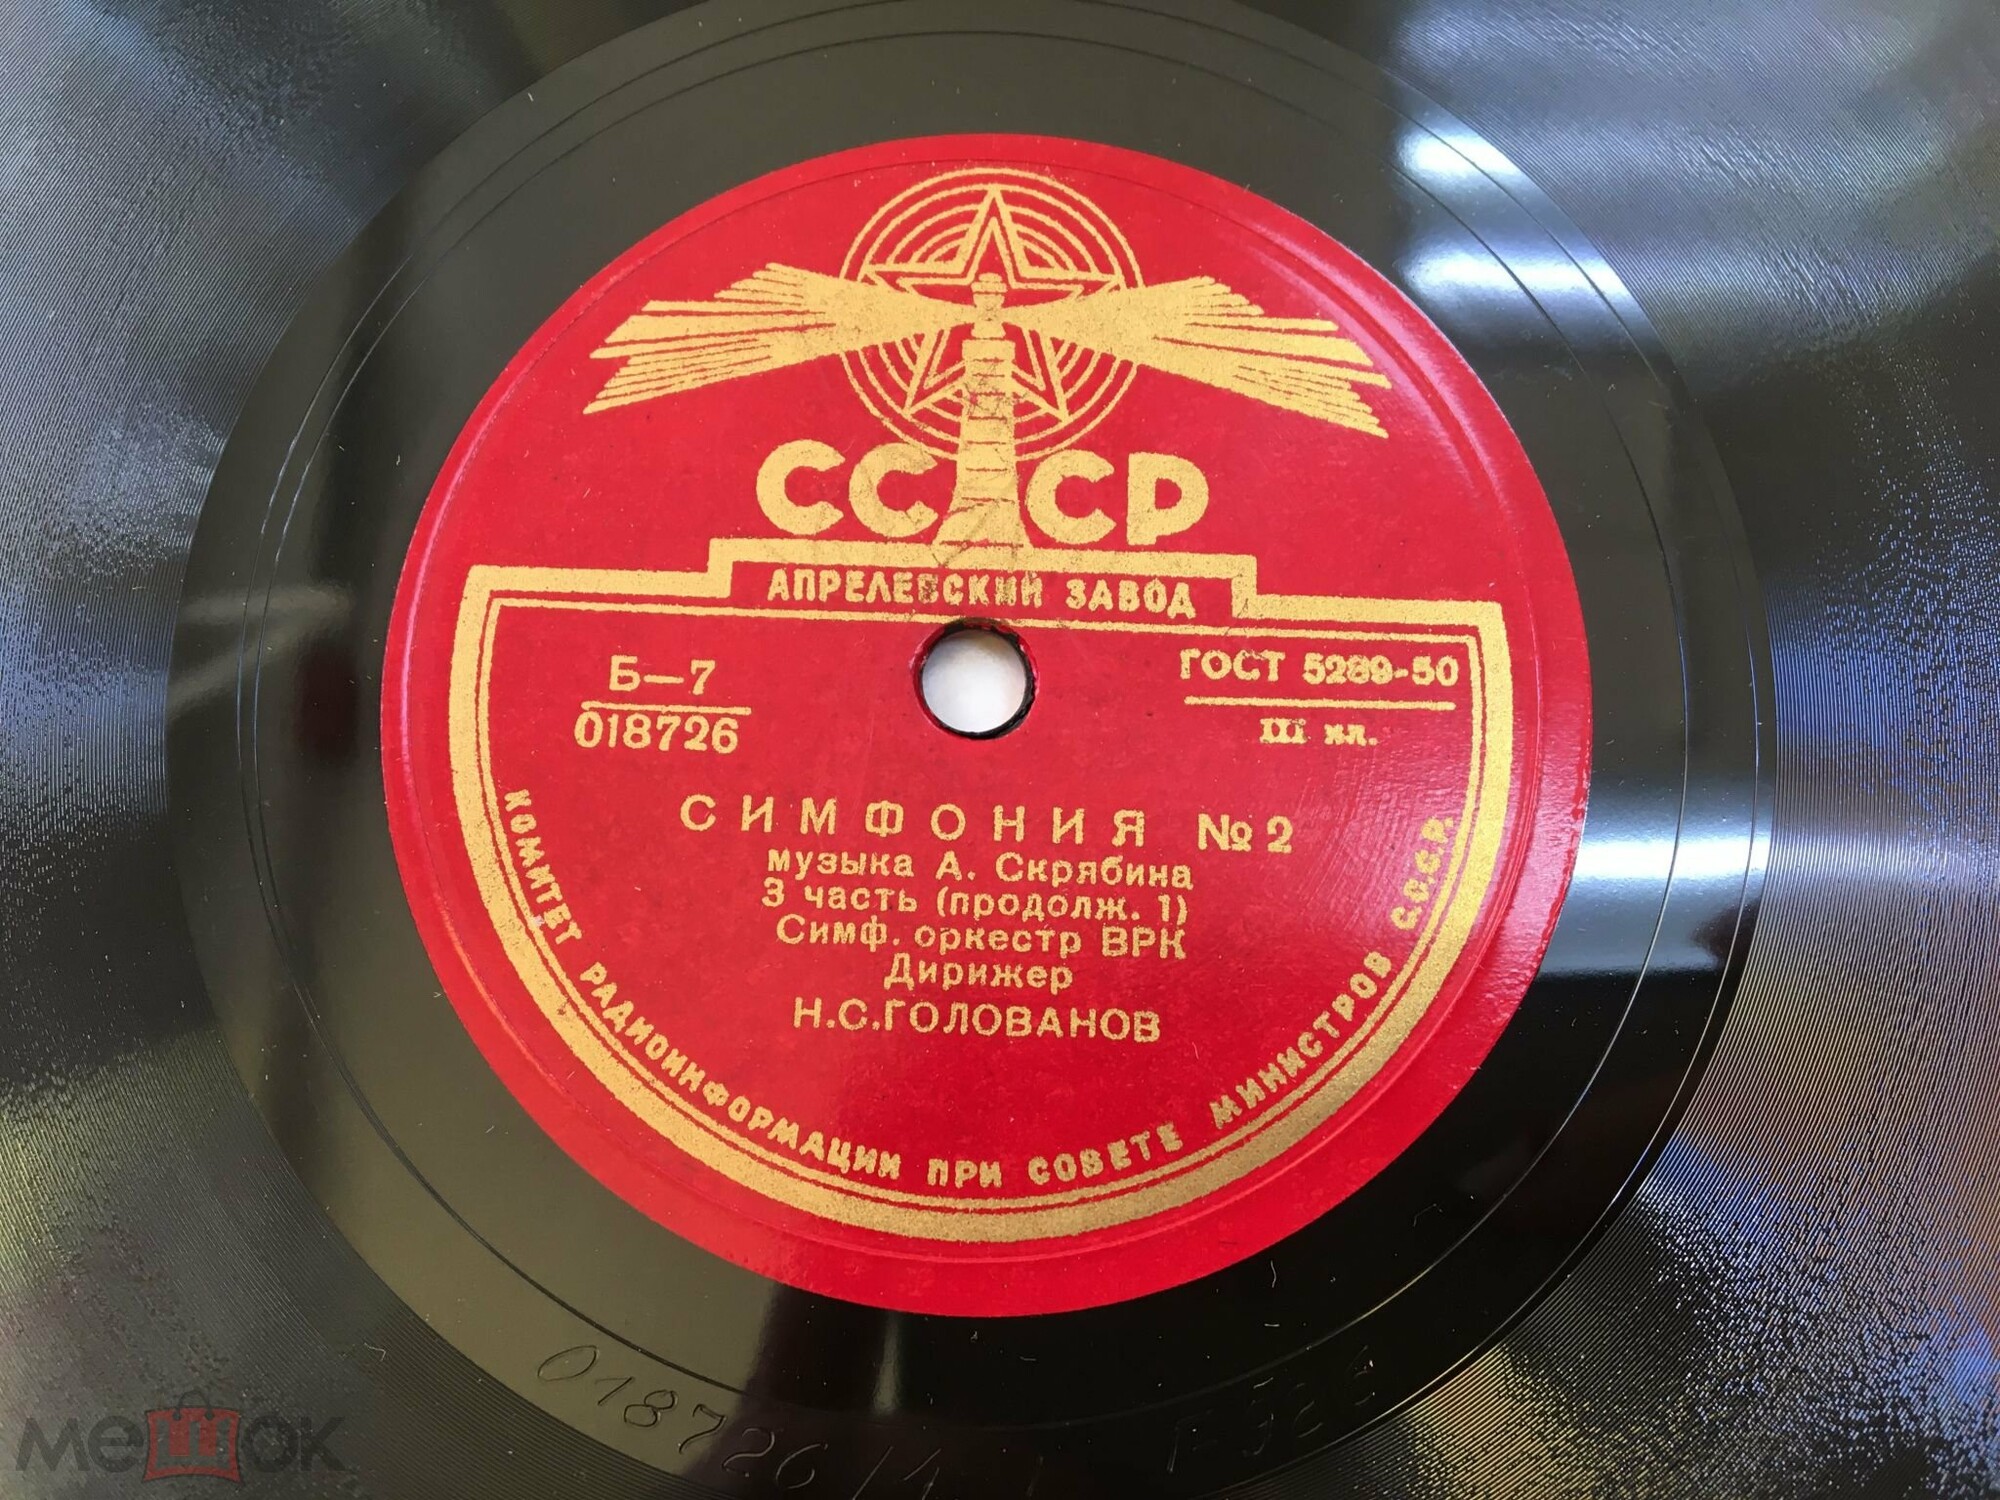 СССР
АПРЕЛЕВСКИЙ ЗАВОД
Б—7
018726
ГОСТ 5289-50
III кл.
СИМФОНИЯ №2
музыка А. Скрябина
3 часть (продолж. 1)
Симф. оркестр ВРК
Дирижер
Н.С.ГОЛОВАНОВ
КОМИТЕТ РАДИОИНФОРМАЦИИ ПРИ СОВЕТЕ МИНИСТРОВ С.С.С.Р.
018726/1
мешок